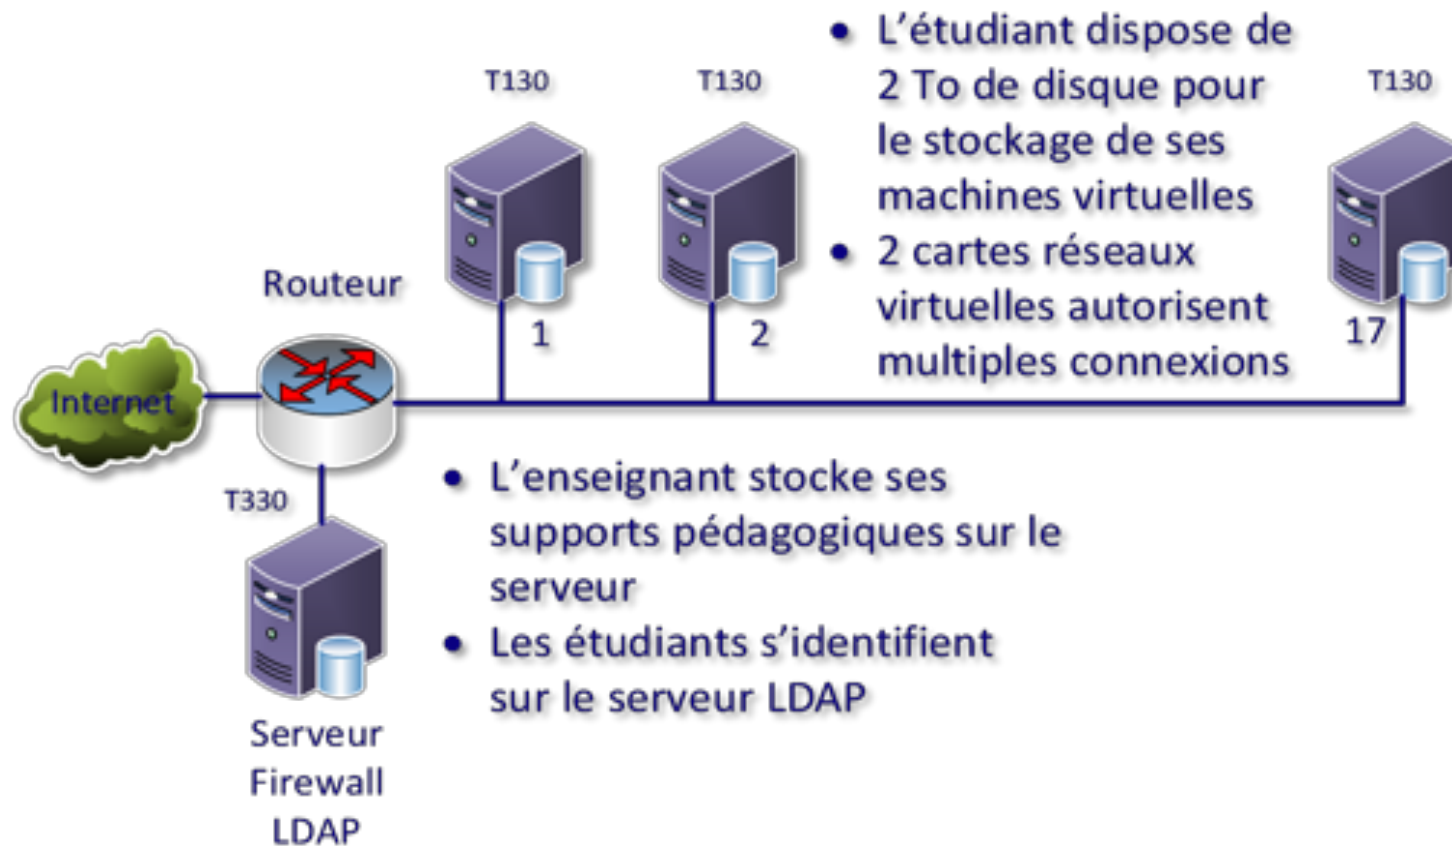 • L'étudiant dispose de
2 To de disque pour
le stockage de ses
machines virtuelles
• 2 cartes réseaux
virtuelles autorisent
multiples connexions
T130
T130
T130
Routeur
1
2
17
Internet
T330
• L'enseignant stocke ses
supports pédagogiques sur le
serveur
• Les étudiants s'identifient
sur le serveur LDAP
Serveur
Firewall
LDAP